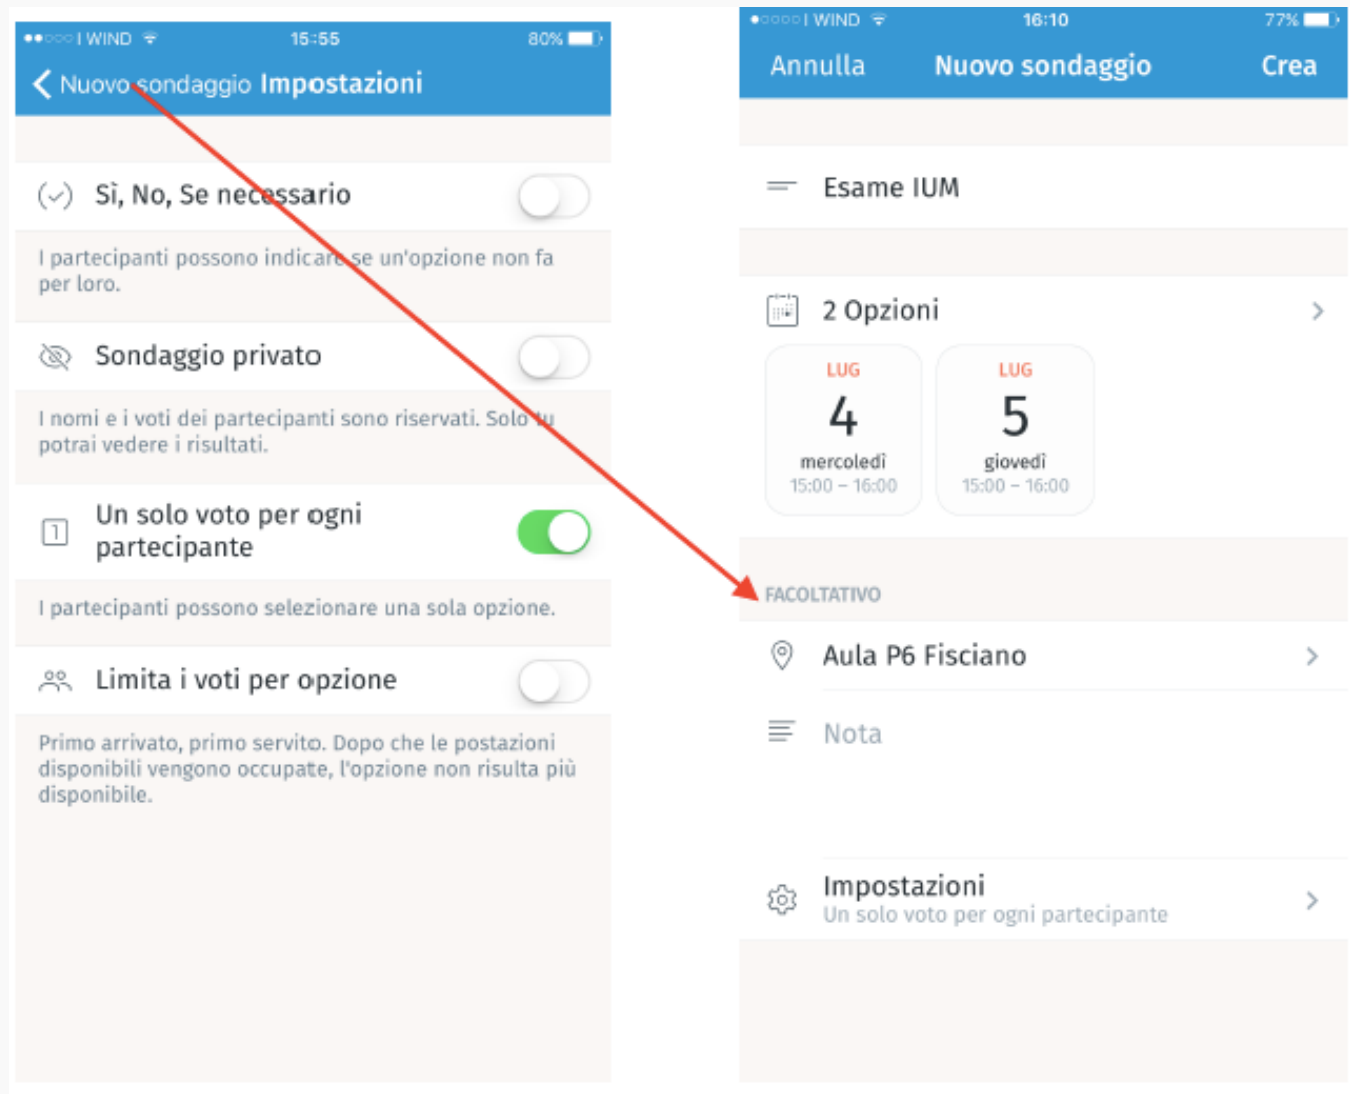 WIND 15:55 80%
Nuovo sondaggio Impostazioni
Sì, No, Se necessario
I partecipanti possono indicare se un'opzione non fa
per loro.
Sondaggio privato
I nomi e i voti dei partecipanti sono riservati. Solo tu
potrai vedere i risultati.
1
Un solo voto per ogni
partecipante
I partecipanti possono selezionare una sola opzione.
Limita i voti per opzione
Primo arrivato, primo servito. Dopo che le postazioni
disponibili vengono occupate, l'opzione non risulta più
disponibile.
WIND 16:10 77%
Annulla Nuovo sondaggio Crea
Esame IUM
2 Opzioni
LUG LUG
4 5
mercoledì giovedì
15:00 – 16:00 15:00 – 16:00
FACOLTATIVO
Aula P6 Fisciano
Nota
Impostazioni
Un solo voto per ogni partecipante